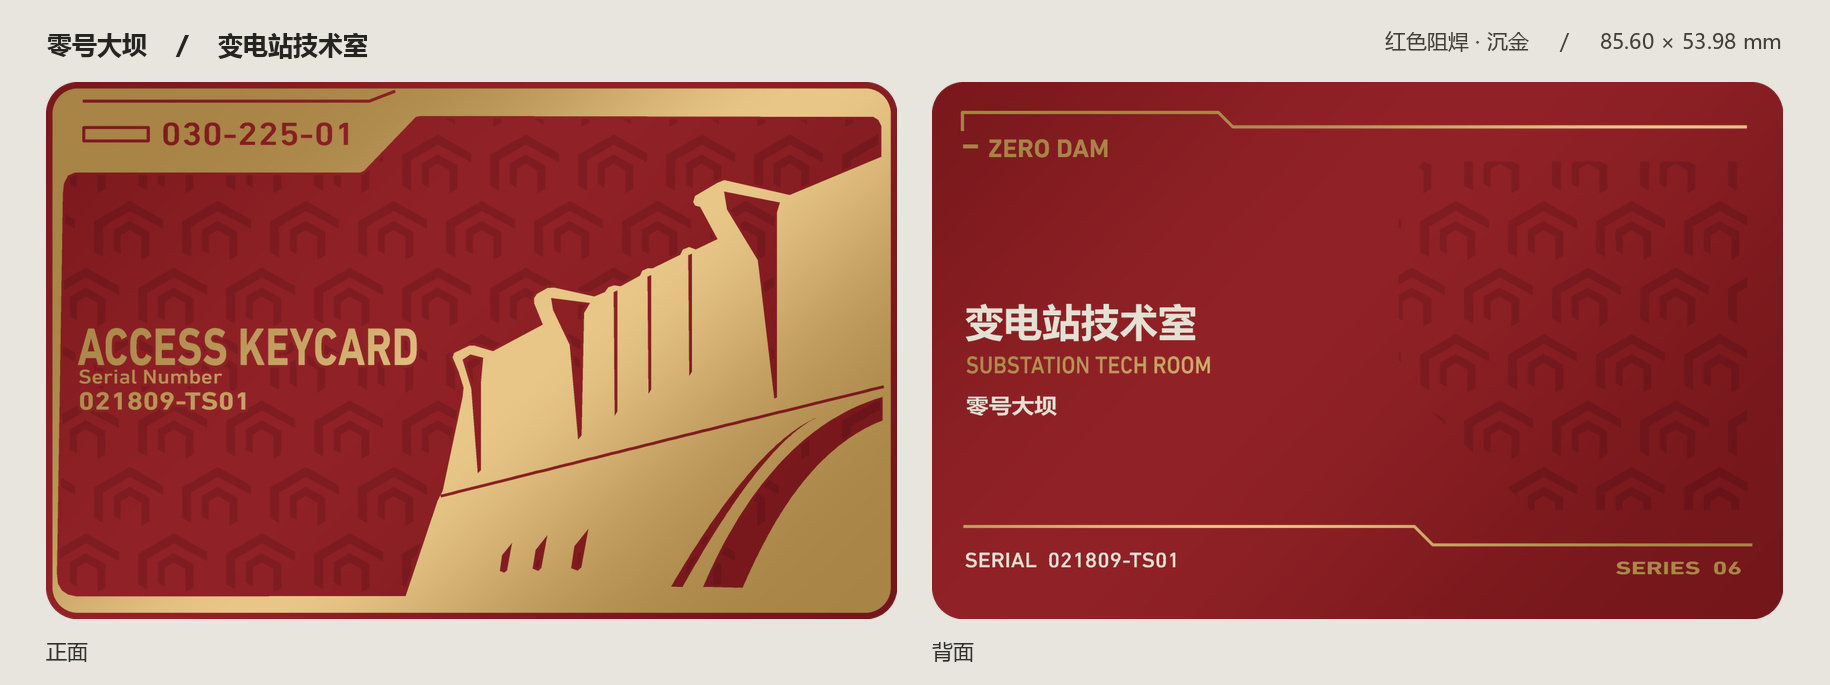 零号大坝 / 变电站技术室
红色阻焊 · 沉金 / 85.60 × 53.98 mm
030-225-01
ACCESS KEYCARD
Serial Number
021809-TS01
ZERO DAM
变电站技术室
SUBSTATION TECH ROOM
零号大坝
SERIAL 021809-TS01
SERIES 06
正面
背面